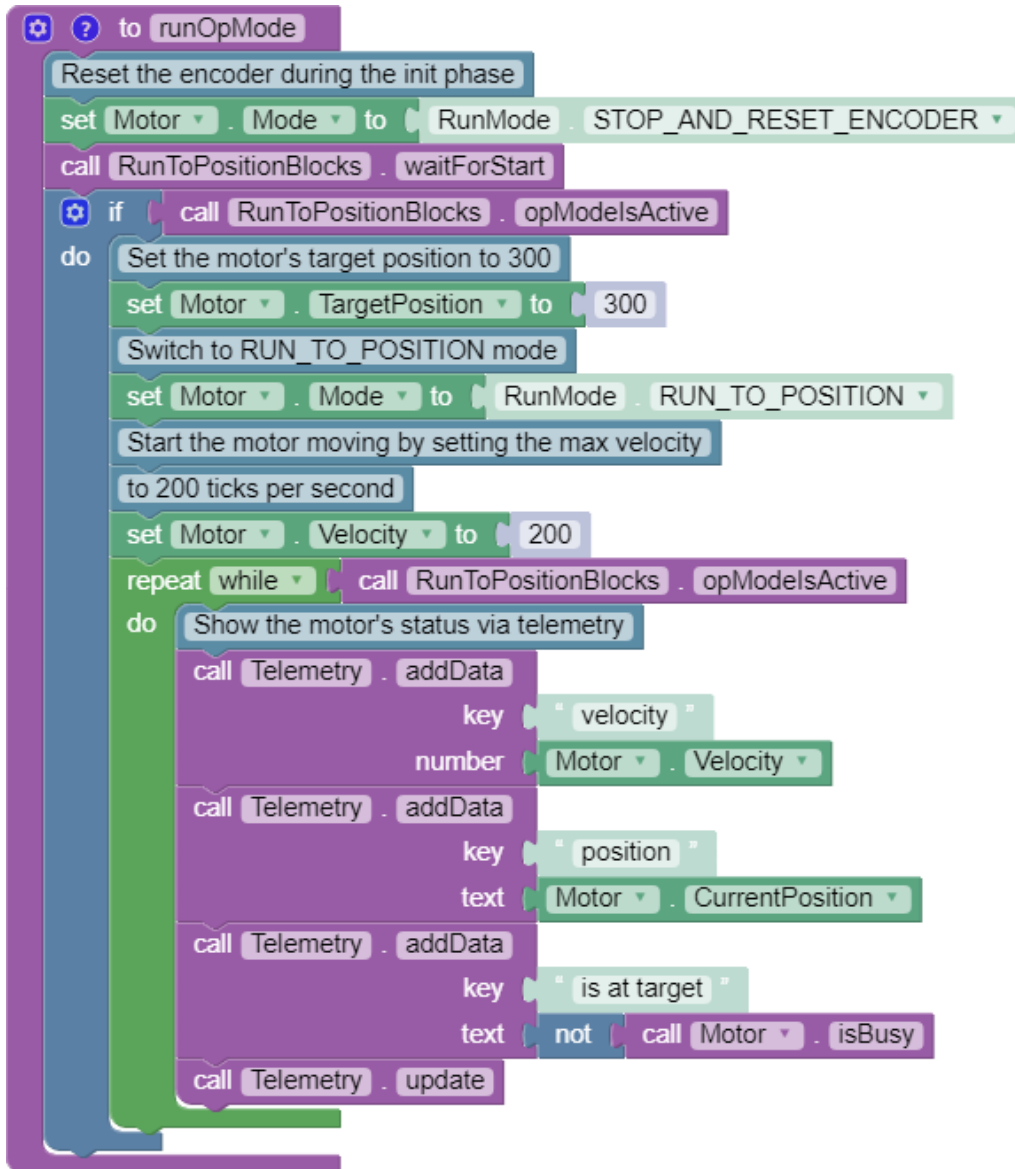 to runOpMode
Reset the encoder during the init phase
set Motor . Mode to RunMode . STOP_AND_RESET_ENCODER
call RunToPositionBlocks . waitForStart
if call RunToPositionBlocks . opModeIsActive
do Set the motor's target position to 300
set Motor . TargetPosition to 300
Switch to RUN_TO_POSITION mode
set Motor . Mode to RunMode . RUN_TO_POSITION
Start the motor moving by setting the max velocity
to 200 ticks per second
set Motor . Velocity to 200
repeat while call RunToPositionBlocks . opModeIsActive
do Show the motor's status via telemetry
call Telemetry . addData
key “ velocity ”
number Motor . Velocity
call Telemetry . addData
key “ position ”
text Motor . CurrentPosition
call Telemetry . addData
key “ is at target ”
text not call Motor . isBusy
call Telemetry . update